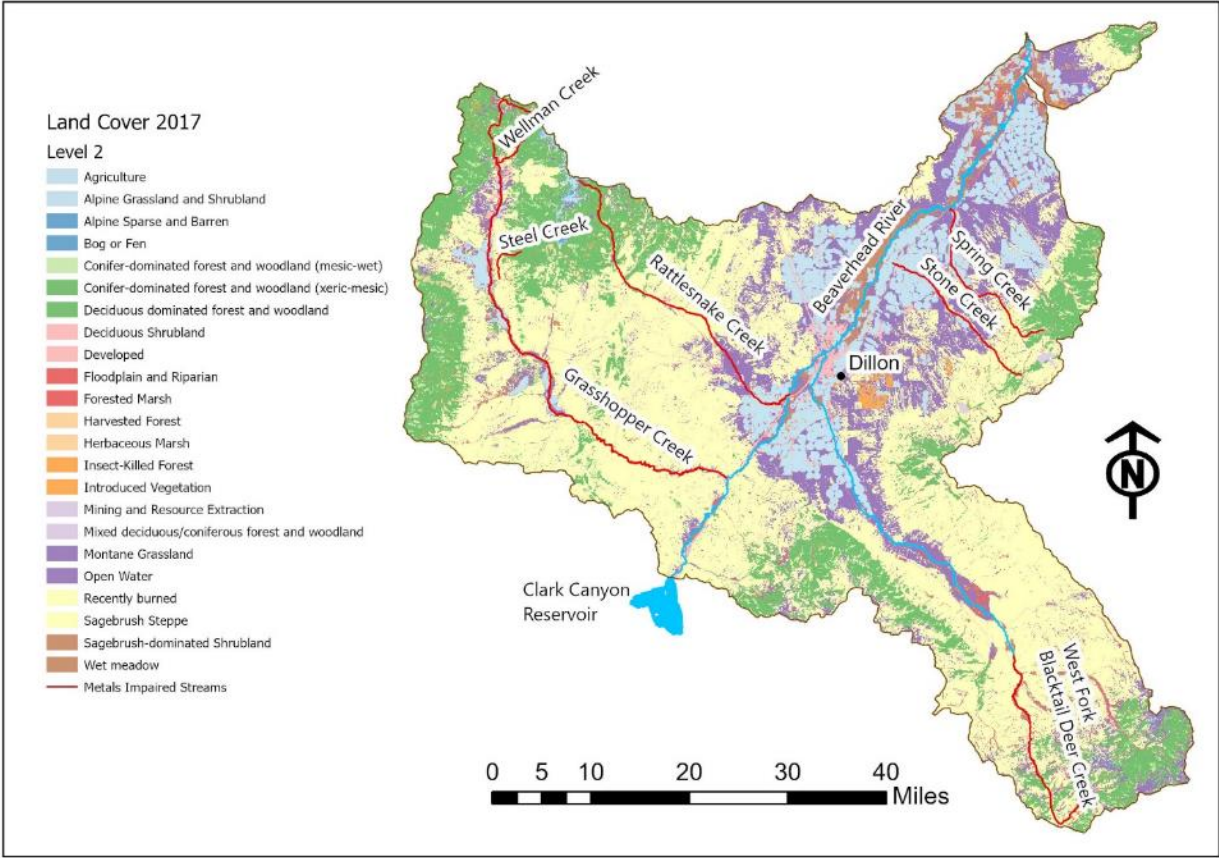 Land Cover 2017
Level 2
Agriculture
Alpine Grassland and Shrubland
Alpine Sparse and Barren
Bog or Fen
Conifer-dominated forest and woodland (mesic-wet)
Conifer-dominated forest and woodland (xeric-mesic)
Deciduous dominated forest and woodland
Deciduous Shrubland
Developed
Floodplain and Riparian
Forested Marsh
Harvested Forest
Herbaceous Marsh
Insect-Killed Forest
Introduced Vegetation
Mining and Resource Extraction
Mixed deciduous/coniferous forest and woodland
Montane Grassland
Open Water
Recently burned
Sagebrush Steppe
Sagebrush-dominated Shrubland
Wet meadow
Metals Impaired Streams
Wellman Creek
Steel Creek
Rattlesnake Creek
Grasshopper Creek
Beaverhead River
Spring Creek
Stone Creek
Dillon
Clark Canyon
Reservoir
West Fork
Blacktail Deer Creek
N
0 5 10 20 30 40
Miles